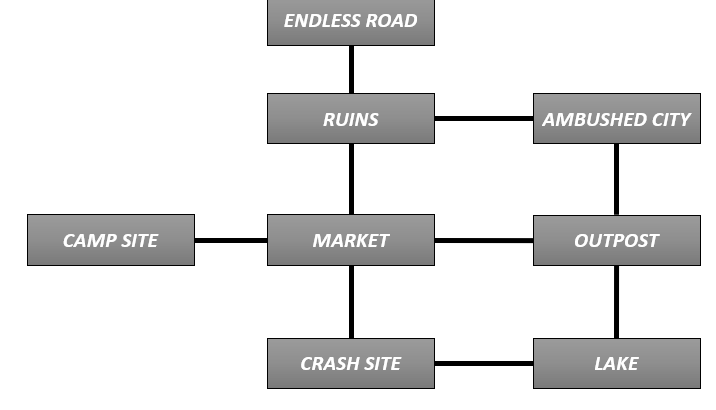 ENDLESS ROAD
RUINS
AMBUSHED CITY
CAMP SITE
MARKET
OUTPOST
CRASH SITE
LAKE